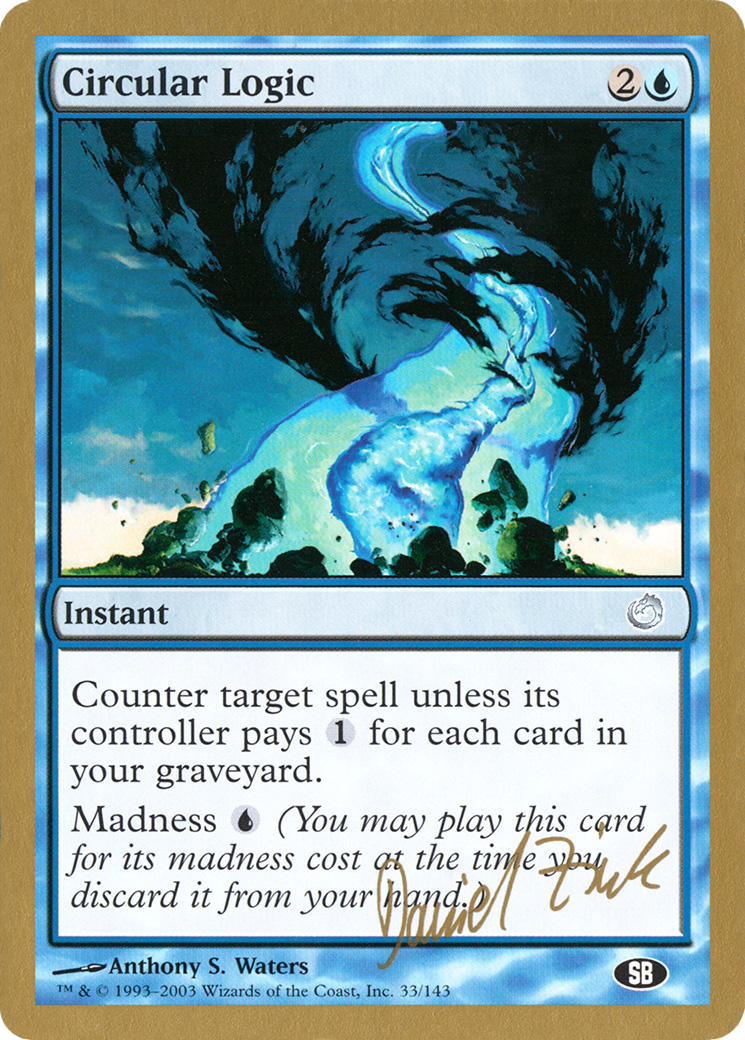 Circular Logic 2
Instant
Counter target spell unless its
controller pays 1 for each card in
your graveyard.
Madness (You may play this card
for its madness cost at the time you
discard it from your hand.)
Daniel Zink
Anthony S. Waters
SB
™ & © 1993–2003 Wizards of the Coast, Inc. 33/143